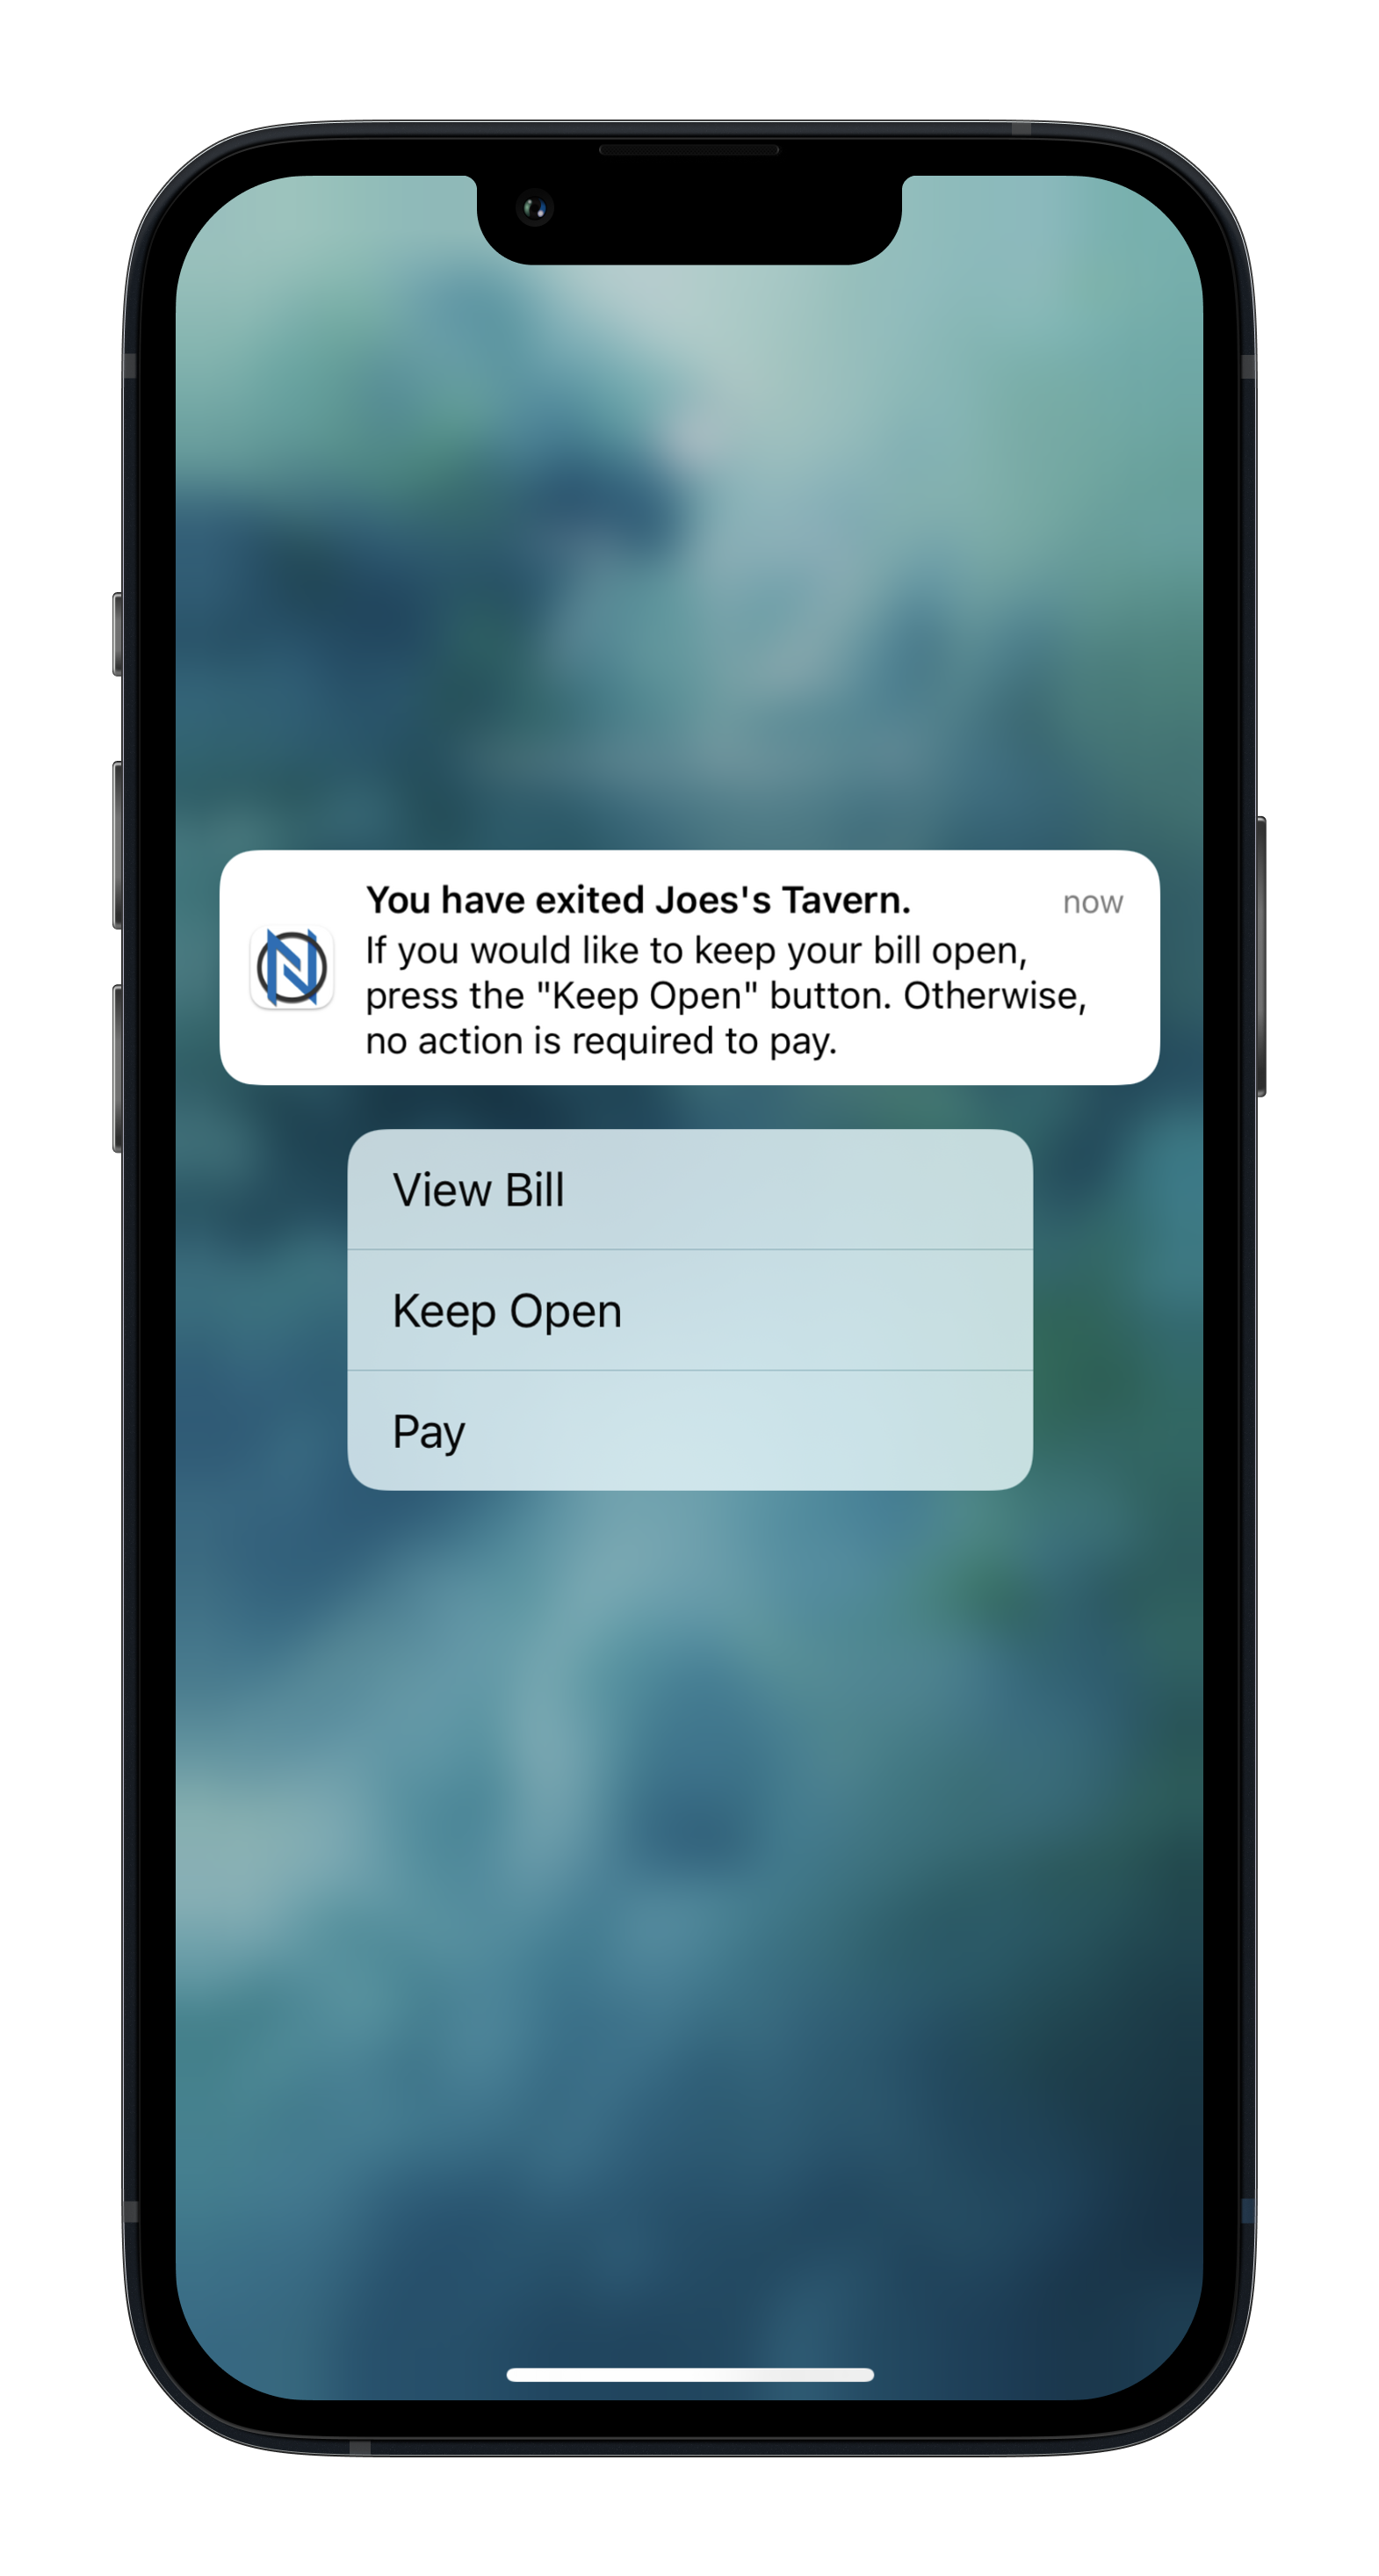 You have exited Joes's Tavern.
now
If you would like to keep your bill open,
press the "Keep Open" button. Otherwise,
no action is required to pay.
View Bill
Keep Open
Pay